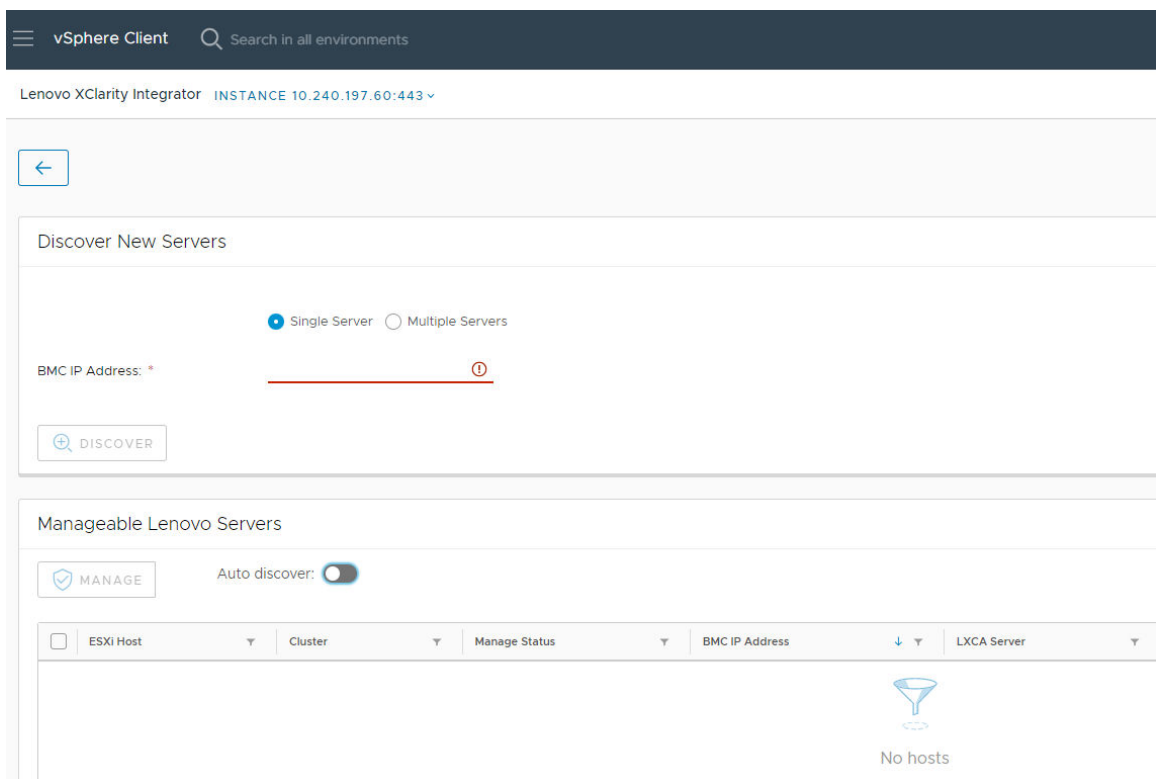 vSphere Client Search in all environments
Lenovo XClarity Integrator INSTANCE 10.240.197.60:443
Discover New Servers
Single Server Multiple Servers
BMC IP Address: *
DISCOVER
Manageable Lenovo Servers
MANAGE Auto discover:
ESXi Host Cluster Manage Status BMC IP Address LXCA Server
No hosts